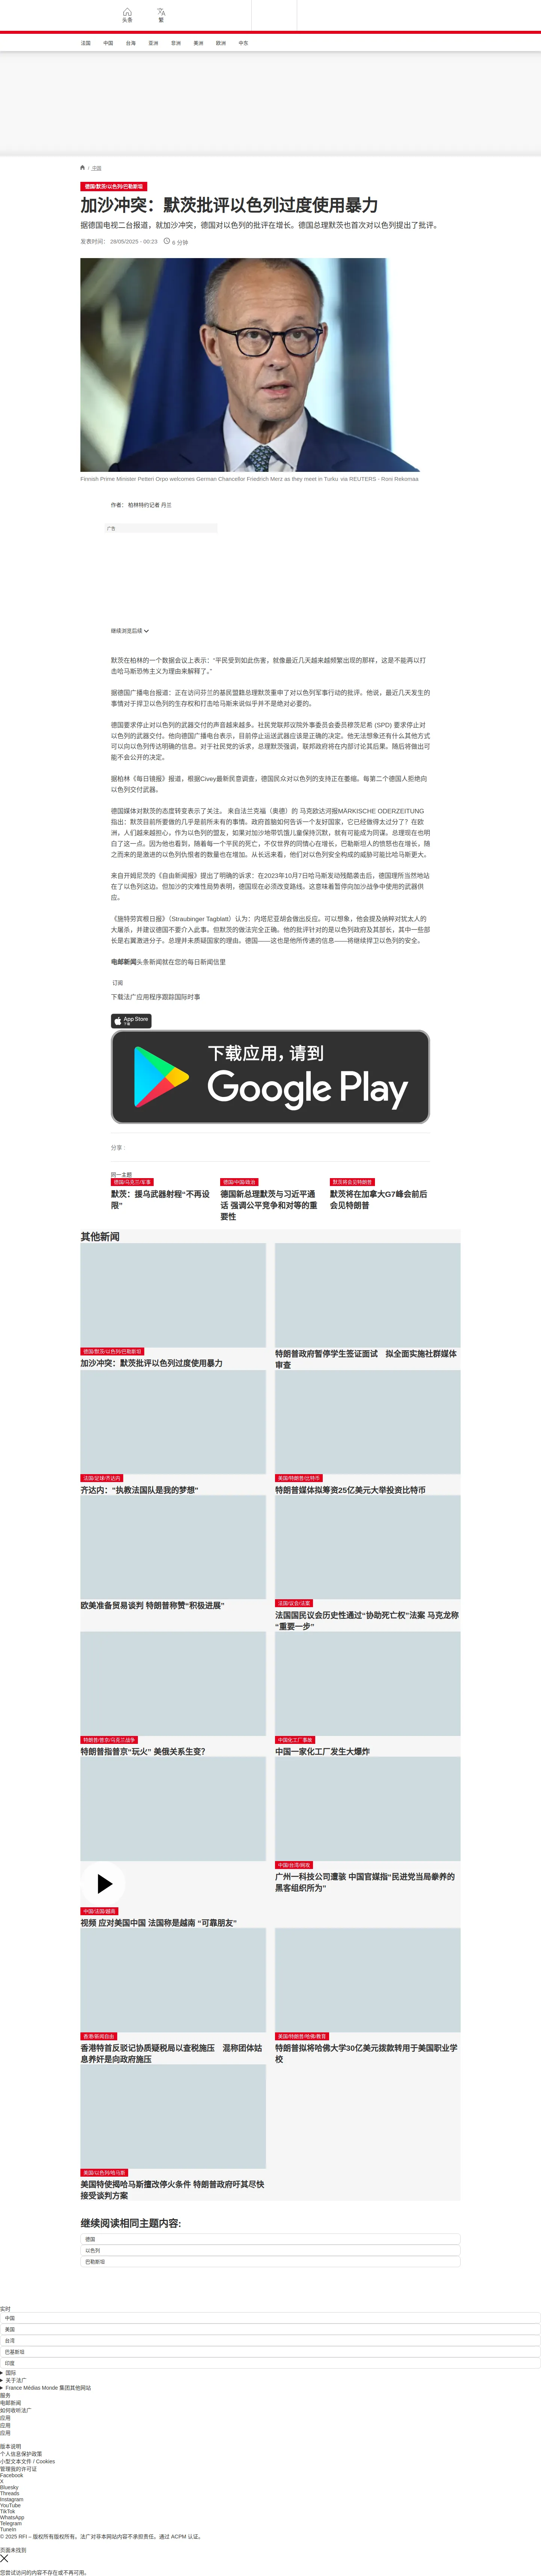 头条
繁
法国
中国
台海
亚洲
非洲
美洲
欧洲
中东
/ 中国
德国/默茨/以色列/巴勒斯坦
加沙冲突：默茨批评以色列过度使用暴力
据德国电视二台报道，就加沙冲突，德国对以色列的批评在增长。德国总理默茨也首次对以色列提出了批评。
发表时间： 29/05/2025 - 00:23 6 分钟
Finnish Prime Minister Petteri Orpo welcomes German Chancellor Friedrich Merz as they meet in Turku via REUTERS - Roni Rekomaa
作者： 柏林特约记者 丹兰
广告
继续浏览后续
默茨在柏林的一个数据会议上表示：“平民受到如此伤害，就像最近几天越来越频繁出现的那样，这是不能再以打
击哈马斯恐怖主义为理由来解释了。”
据德国广播电台报道：正在访问芬兰的基民盟籍总理默茨重申了对以色列军事行动的批评。他说，最近几天发生的
事情对于捍卫以色列的生存权和打击哈马斯来说似乎并不是绝对必要的。
德国要求停止对以色列的武器交付的声音越来越多。社民党联邦议院外事委员会委员穆茨尼希 (SPD) 要求停止对
以色列的武器交付。他向德国广播电台表示，目前停止运送武器应该是正确的决定。他无法想象还有什么其他方式
可以向以色列传达明确的信息。对于社民党的诉求，总理默茨强调，联邦政府将在内部讨论其后果。随后将做出可
能不会公开的决定。
据柏林《每日镜报》报道，根据Civey最新民意调查，德国民众对以色列的支持正在萎缩。每第二个德国人拒绝向
以色列交付武器。
德国媒体对默茨的态度转变表示了关注。 来自法兰克福（奥德）的 马克欧达河报MÄRKISCHE ODERZEITUNG
指出：默茨目前所要做的几乎是前所未有的事情。政府首脑如何告诉一个友好国家，它已经做得太过分了？在欧
洲，人们越来越担心，作为以色列的盟友，如果对加沙地带饥饿儿童保持沉默，就有可能成为同谋。总理现在也明
白了这一点。因为他也看到，随着每一个平民的死亡，不仅世界的同情心在增长，巴勒斯坦人的愤怒也在增长，随
之而来的是激进的以色列仇恨者的数量也在增加。从长远来看，他们对以色列安全构成的威胁可能比哈马斯更大。
来自开姆尼茨的《自由新闻报》提出了明确的诉求：在2023年10月7日哈马斯发动残酷袭击后，德国理所当然地站
在了以色列这边。但加沙的灾难性局势表明，德国现在必须改变路线。这意味着暂停向加沙战争中使用的武器供
应。
《施特劳宾根日报》（Straubinger Tagblatt）认为：内塔尼亚胡会做出反应。可以想象，他会提及纳粹对犹太人的
大屠杀，并建议德国不要介入此事。但默茨的做法完全正确。他的批评针对的是以色列政府及其部长，其中一些部
长是右翼激进分子。总理并未质疑国家的理由。德国——这也是他所传递的信息——将继续捍卫以色列的安全。
电邮新闻头条新闻就在您的每日新闻信里
订阅
下载法广应用程序跟踪国际时事
App Store
下载
下载应用，请到
Google Play
分享 :
同一主题
德国/乌克兰/军事
默茨：援乌武器射程“不再设
限”
德国/中国/政治
德国新总理默茨与习近平通
话 强调公平竞争和对等的重
要性
默茨将会见特朗普
默茨将在加拿大G7峰会前后
会见特朗普
其他新闻
德国/默茨/以色列/巴勒斯坦
加沙冲突：默茨批评以色列过度使用暴力
特朗普政府暂停学生签证面试　拟全面实施社群媒体
审查
法国/足球/齐达内
齐达内：“执教法国队是我的梦想”
美国/特朗普/比特币
特朗普媒体拟筹资25亿美元大举投资比特币
欧美准备贸易谈判 特朗普称赞“积极进展”
法国/议会/法案
法国国民议会历史性通过“协助死亡权”法案 马克龙称
“重要一步”
特朗普/普京/乌克兰战争
特朗普指普京“玩火” 美俄关系生变?
中国化工厂事故
中国一家化工厂发生大爆炸
中国/台湾/网攻
广州一科技公司遭骇 中国官媒指“民进党当局豢养的
黑客组织所为”
中国/法国/越南
视频 应对美国中国 法国称是越南 “可靠朋友”
香港/新闻自由
香港特首反驳记协质疑税局以查税施压　混称团体姑
息养奸是向政府施压
美国/特朗普/哈佛/教育
特朗普拟将哈佛大学30亿美元拨款转用于美国职业学
校
美国/以色列/哈马斯
美国特使揭哈马斯擅改停火条件 特朗普政府吁其尽快
接受谈判方案
继续阅读相同主题内容:
德国
以色列
巴勒斯坦
实时
中国
美国
台湾
巴基斯坦
印度
国际
关于法广
France Médias Monde 集团其他网站
服务
电邮新闻
如何收听法广
应用
应用
应用
版本说明
个人信息保护政策
小型文本文件 / Cookies
管理我的许可证
Facebook
X
Bluesky
Threads
Instagram
YouTube
TikTok
WhatsApp
Telegram
TuneIn
© 2025 RFI – 版权所有版权所有。法广对非本网站内容不承担责任。通过 ACPM 认证。
页面未找到
您尝试访问的内容不存在或不再可用。